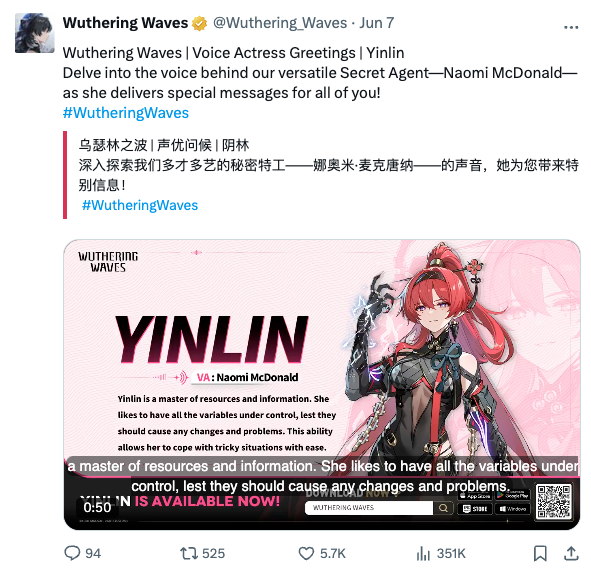 Wuthering Waves @Wuthering_Waves · Jun 7
Wuthering Waves | Voice Actress Greetings | Yinlin
Delve into the voice behind our versatile Secret Agent—Naomi McDonald—
as she delivers special messages for all of you!
#WutheringWaves
乌瑟林之波 | 声优问候 | 阴林
深入探索我们多才多艺的秘密特工——娜奥米·麦克唐纳——的声音，她为您带来特
别信息！
#WutheringWaves
WUTHERING
WAVES
YINLIN
VA : Naomi McDonald
Yinlin is a master of resources and information. She
likes to have all the variables under control, lest they
should cause any changes and problems. This ability
allows her to cope with tricky situations with ease.
a master of resources and information. She likes to have all the variables under
control, lest they should cause any changes and problems,
YINLIN IS AVAILABLE NOW!
DOWNLOAD NOW
WUTHERING WAVES
App Store
Google Play
STORE
Windows
0:50
94
525
5.7K
351K